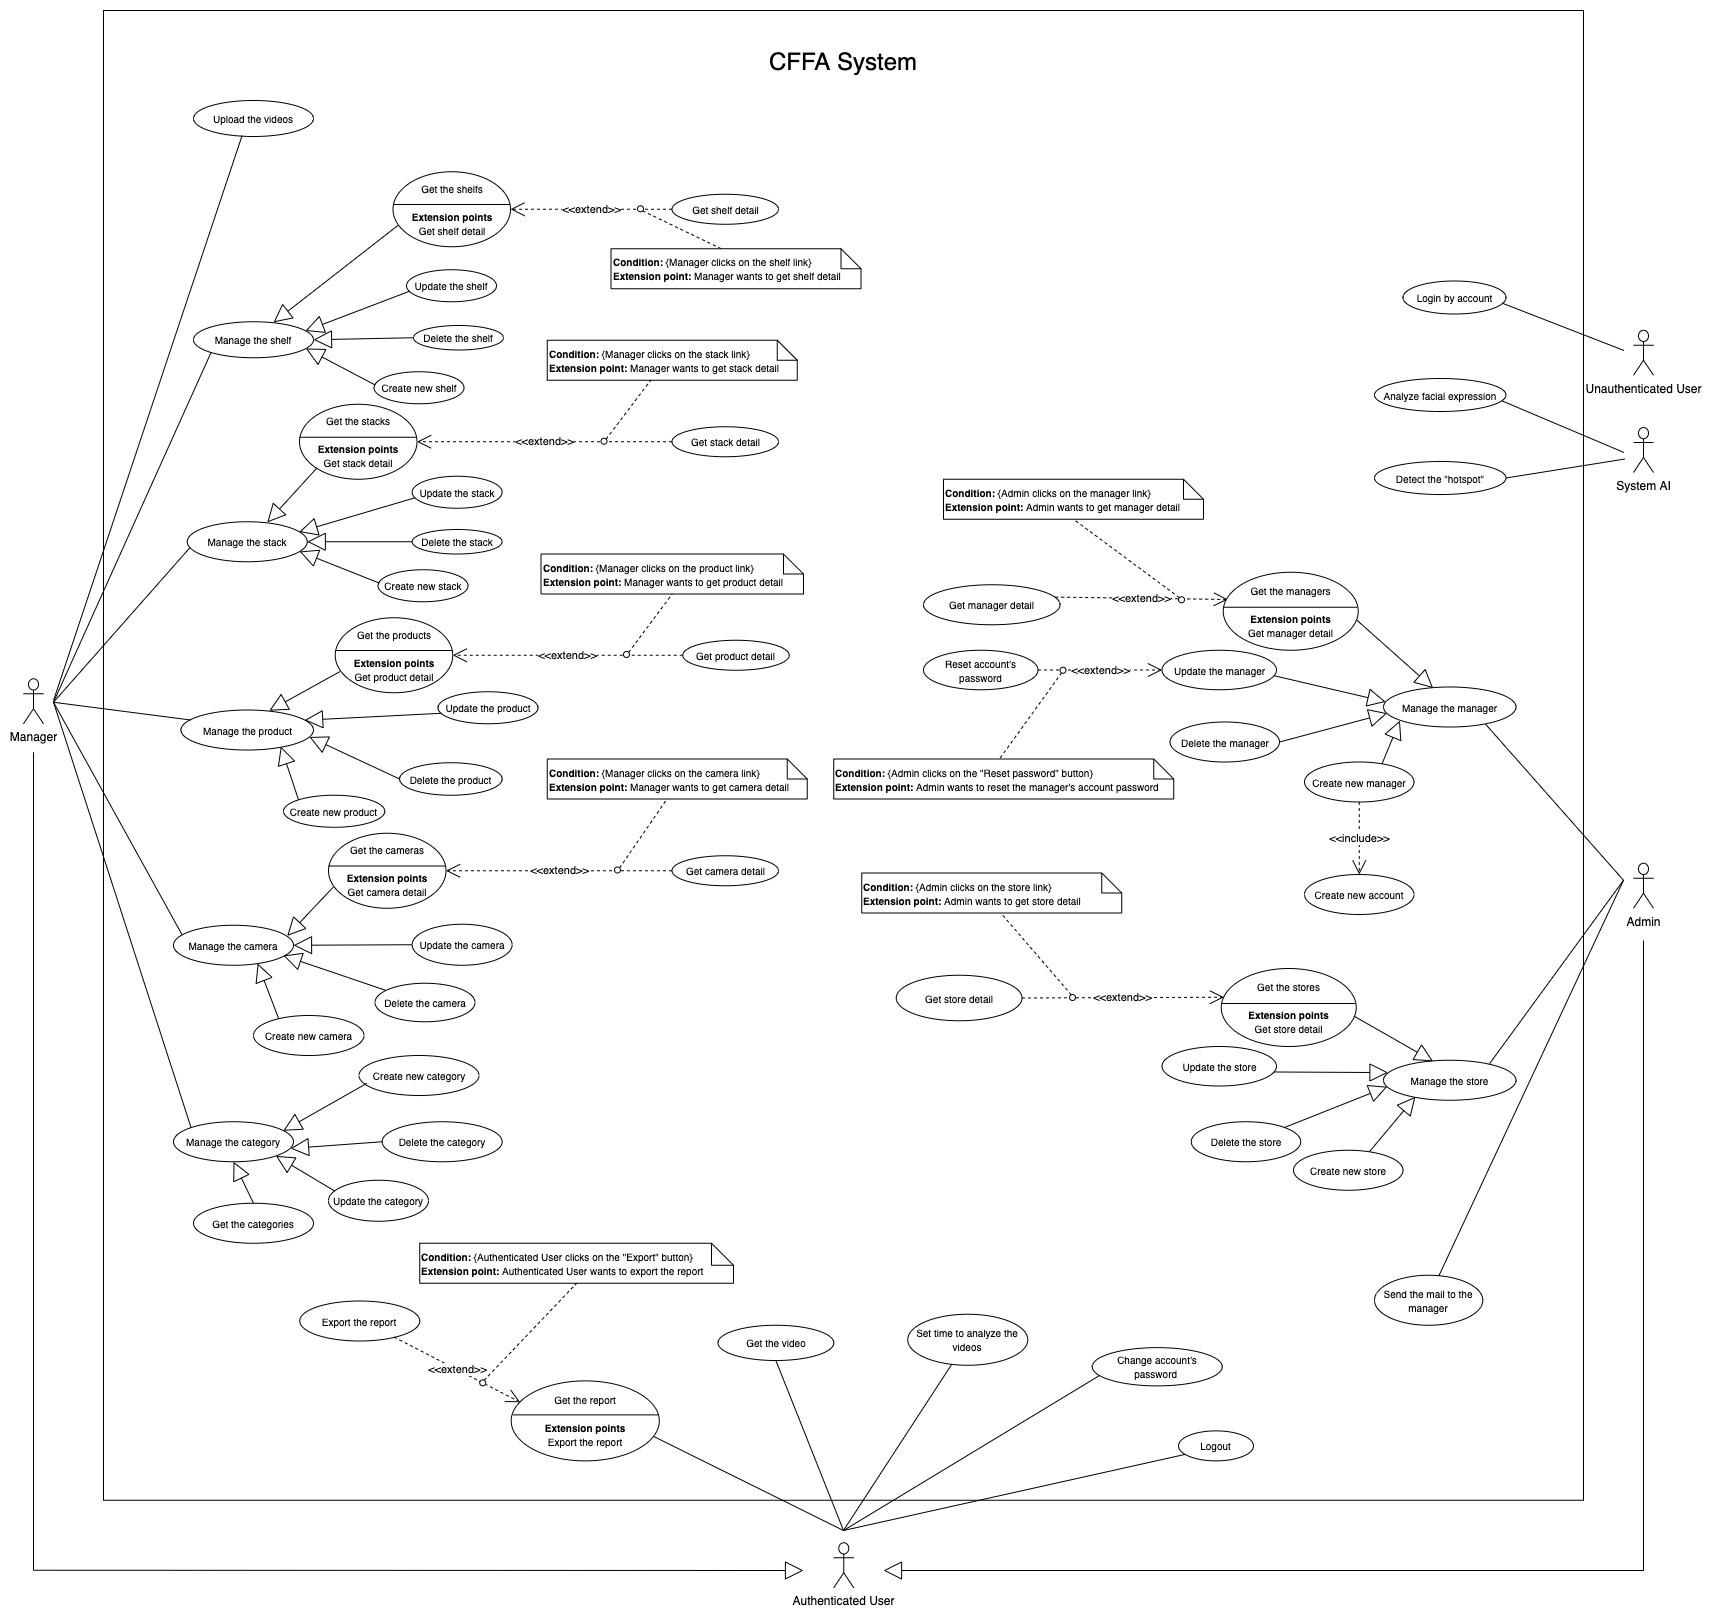 CFFA System
Upload the videos
Get the shelfs
Extension points
Get shelf detail
<<extend>>
Get shelf detail
Condition: {Manager clicks on the shelf link}
Extension point: Manager wants to get shelf detail
Update the shelf
Manage the shelf
Delete the shelf
Create new shelf
Condition: {Manager clicks on the stack link}
Extension point: Manager wants to get stack detail
Get the stacks
Extension points
Get stack detail
<<extend>>
Get stack detail
Update the stack
Manage the stack
Delete the stack
Create new stack
Condition: {Manager clicks on the product link}
Extension point: Manager wants to get product detail
Get the products
Extension points
Get product detail
<<extend>>
Get product detail
Update the product
Manage the product
Delete the product
Create new product
Manager
Condition: {Manager clicks on the camera link}
Extension point: Manager wants to get camera detail
Get the cameras
Extension points
Get camera detail
<<extend>>
Get camera detail
Manage the camera
Update the camera
Delete the camera
Create new camera
Create new category
Manage the category
Delete the category
Update the category
Get the categories
Login by account
Unauthenticated User
Analyze facial expression
Detect the "hotspot"
System AI
Condition: {Admin clicks on the manager link}
Extension point: Admin wants to get manager detail
Get manager detail
<<extend>>
Get the managers
Extension points
Get manager detail
Reset account's
password
<<extend>>
Update the manager
Manage the manager
Delete the manager
Condition: {Admin clicks on the "Reset password" button}
Extension point: Admin wants to reset the manager's account password
Create new manager
<<include>>
Create new account
Admin
Condition: {Admin clicks on the store link}
Extension point: Admin wants to get store detail
Get store detail
<<extend>>
Get the stores
Extension points
Get store detail
Update the store
Manage the store
Delete the store
Create new store
Send the mail to the
manager
Condition: {Authenticated User clicks on the "Export" button}
Extension point: Authenticated User wants to export the report
Export the report
<<extend>>
Get the report
Extension points
Export the report
Get the video
Set time to analyze the
videos
Change account's
password
Logout
Authenticated User